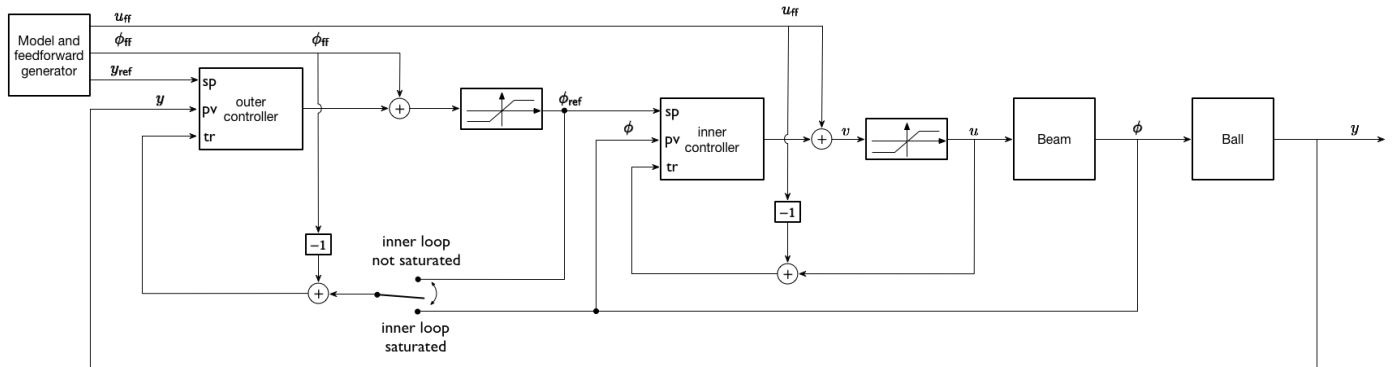 Model and
feedforward
generator
u_ff
ϕ_ff
y_ref
y
ϕ_ff
sp
pv
tr
outer
controller
+
ϕ_ref
ϕ
sp
pv
tr
inner
controller
u_ff
+
v
u
Beam
ϕ
Ball
y
−1
+
−1
+
inner loop
not saturated
inner loop
saturated